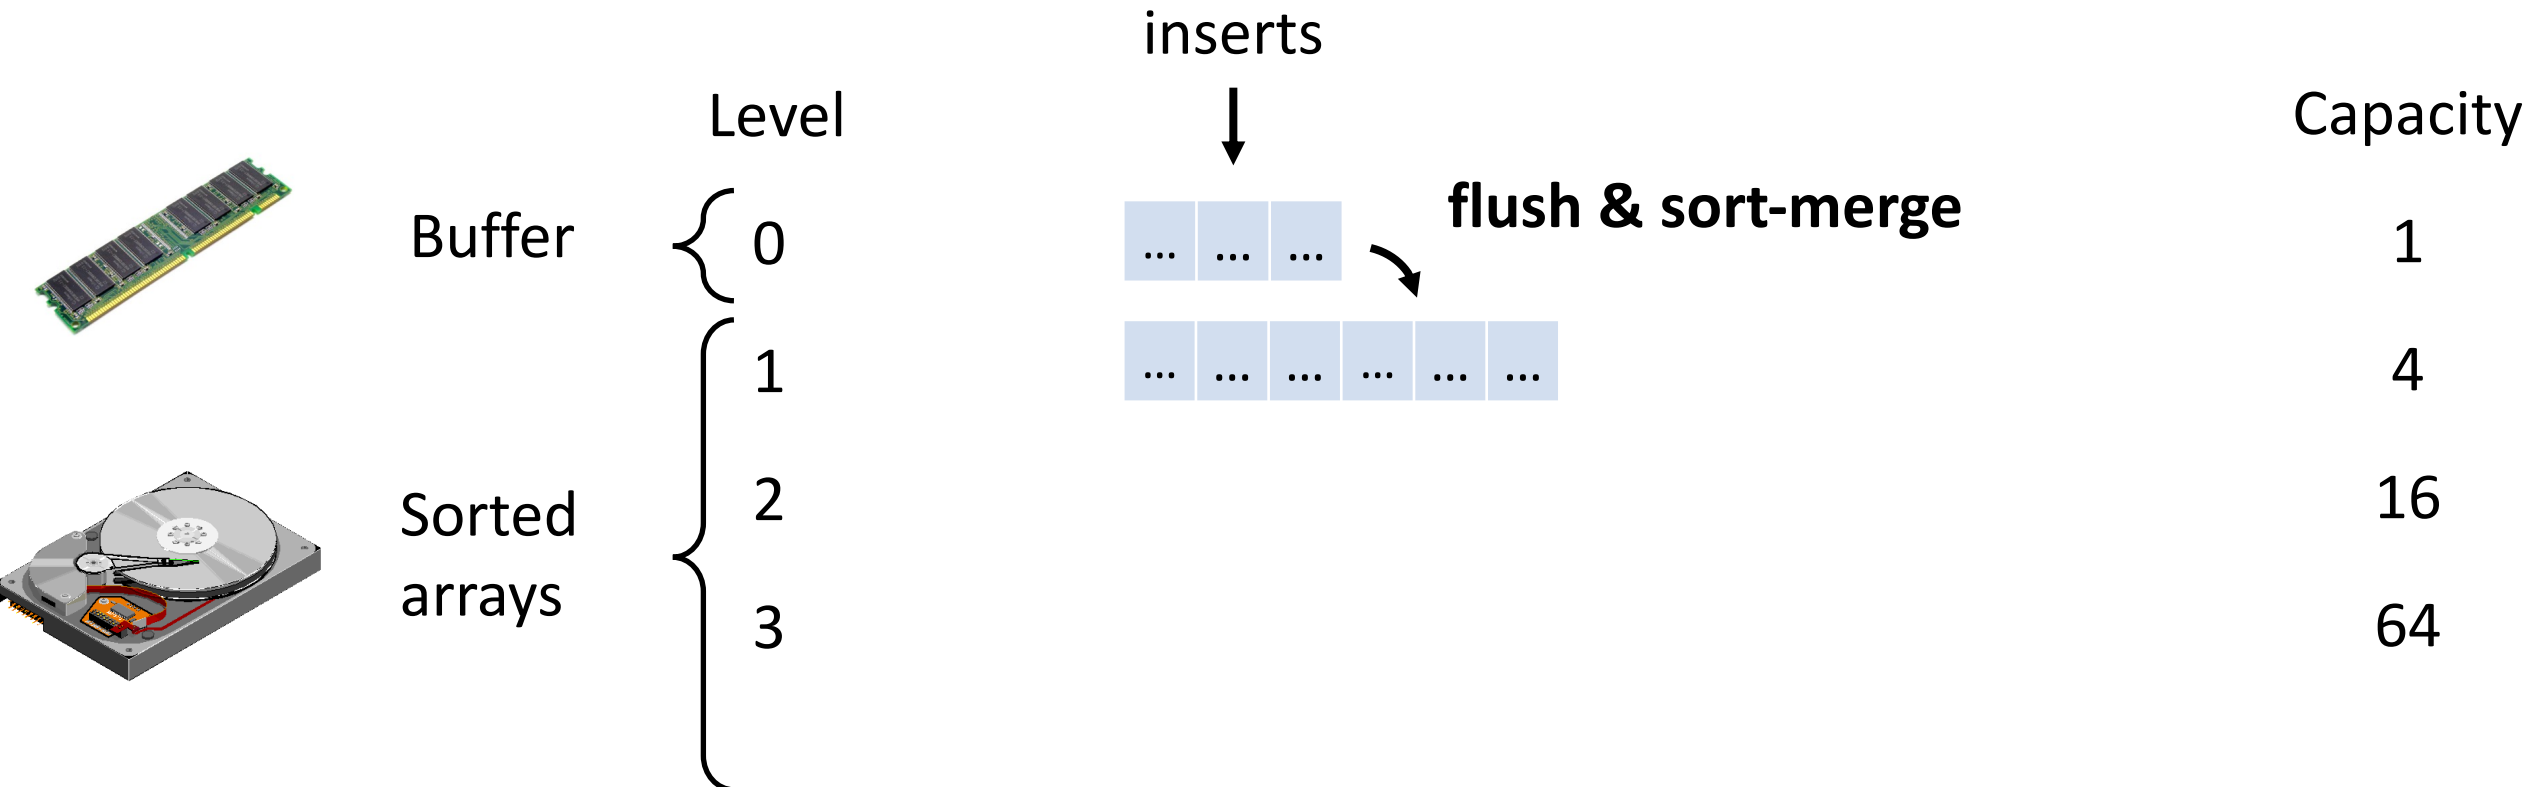 inserts
Level
Capacity
Buffer
0
... ... ...
flush & sort-merge
1
1
... ... ... ... ... ...
4
Sorted
arrays
2
16
3
64